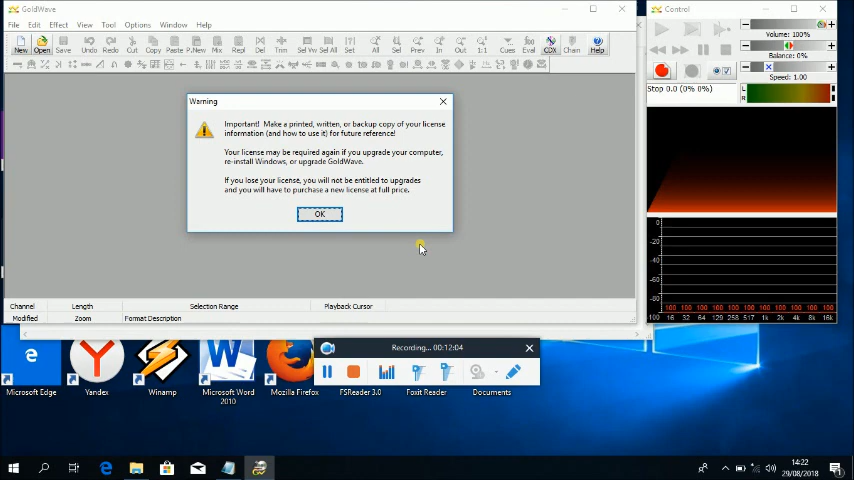 GoldWave
File Edit Effect View Tool Options Window Help
New Open Save Undo Redo Cut Copy Paste P.New Mix Repl Del Trim Sel Vw Sel All Set All Sel Prev In Out 1:1 Cues Eval CDX Chain Help
Warning
Important! Make a printed, written, or backup copy of your license
information (and how to use it) for future reference!
Your license may be required again if you upgrade your computer,
re-install Windows, or upgrade GoldWave.
If you lose your license, you will not be entitled to upgrades
and you will have to purchase a new license at full price.
OK
Channel Length Selection Range Playback Cursor
Modified Zoom Format Description
Control
Volume: 100%
Balance: 0%
Speed: 1.00
Stop 0.0 (0% 0%)
L
R
0
-20
-40
-60
-80
-100
100 100 100 100 100 100 100 100 100 100 100
16 32 64 129 258 517 1k 2k 4k 8k 16k
Recording... 00:12:04
Microsoft Edge
Yandex
Winamp
Microsoft Word
2010
Mozilla Firefox
FSReader 3.0
Foxit Reader
Documents
14:22
29/08/2018